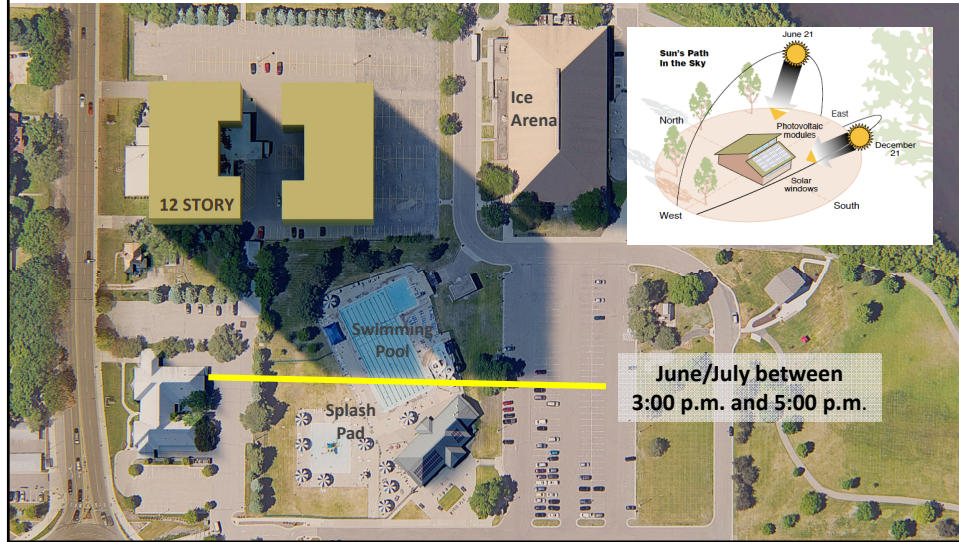 Ice
Arena
12 STORY
Swimming
Pool
Splash
Pad
Sun's Path
In the Sky
June 21
North
East
Photovoltaic
modules
December
21
Solar
windows
South
West
June/July between
3:00 p.m. and 5:00 p.m.